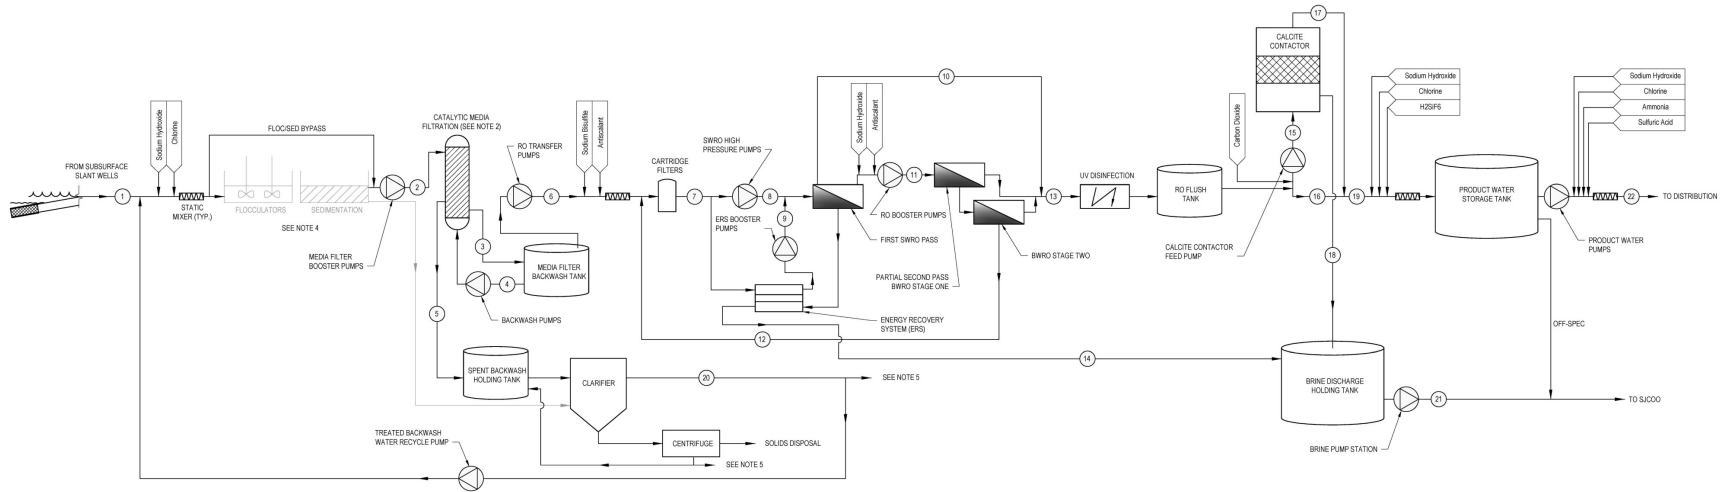 FROM SUBSURFACE
SLANT WELLS
1
Sodium Hydroxide
Chlorine
STATIC
MIXER (TYP.)
FLOC/SED BYPASS
FLOCCULATORS
SEDIMENTATION
SEE NOTE 4
MEDIA FILTER
BOOSTER PUMPS
2
CATALYTIC MEDIA
FILTRATION (SEE NOTE 2)
3
4
5
BACKWASH PUMPS
MEDIA FILTER
BACKWASH TANK
RO TRANSFER
PUMPS
6
Sodium Bisulfite
Antiscalant
CARTRIDGE
FILTERS
7
SWRO HIGH
PRESSURE PUMPS
8
ERS BOOSTER
PUMPS
9
10
Sodium Hydroxide
Antiscalant
11
RO BOOSTER PUMPS
FIRST SWRO PASS
PARTIAL SECOND PASS
BWRO STAGE ONE
BWRO STAGE TWO
ENERGY RECOVERY
SYSTEM (ERS)
12
13
14
UV DISINFECTION
RO FLUSH
TANK
Carbon Dioxide
CALCITE CONTACTOR
FEED PUMP
15
16
CALCITE
CONTACTOR
17
18
19
Sodium Hydroxide
Chlorine
H2SiF6
PRODUCT WATER
STORAGE TANK
Sodium Hydroxide
Chlorine
Ammonia
Sulfuric Acid
22
TO DISTRIBUTION
PRODUCT WATER
PUMPS
OFF-SPEC
BRINE DISCHARGE
HOLDING TANK
21
TO SJCOO
BRINE PUMP STATION
SPENT BACKWASH
HOLDING TANK
CLARIFIER
20
SEE NOTE 5
CENTRIFUGE
SOLIDS DISPOSAL
SEE NOTE 5
TREATED BACKWASH
WATER RECYCLE PUMP